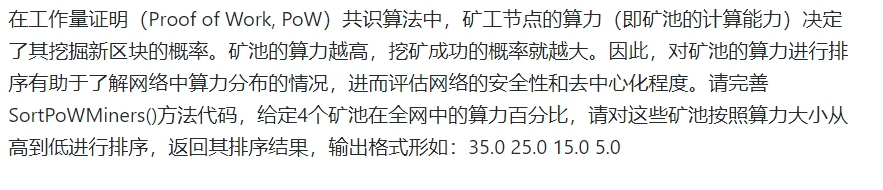 在工作量证明（Proof of Work, PoW）共识算法中，矿工节点的算力（即矿池的计算能力）决定
了其挖掘新区块的概率。矿池的算力越高，挖矿成功的概率就越大。因此，对矿池的算力进行排
序有助于了解网络中算力分布的情况，进而评估网络的安全性和去中心化程度。请完善
SortPoWMiners()方法代码，给定4个矿池在全网中的算力百分比，请对这些矿池按照算力大小从
高到低进行排序，返回其排序结果，输出格式形如：35.0 25.0 15.0 5.0